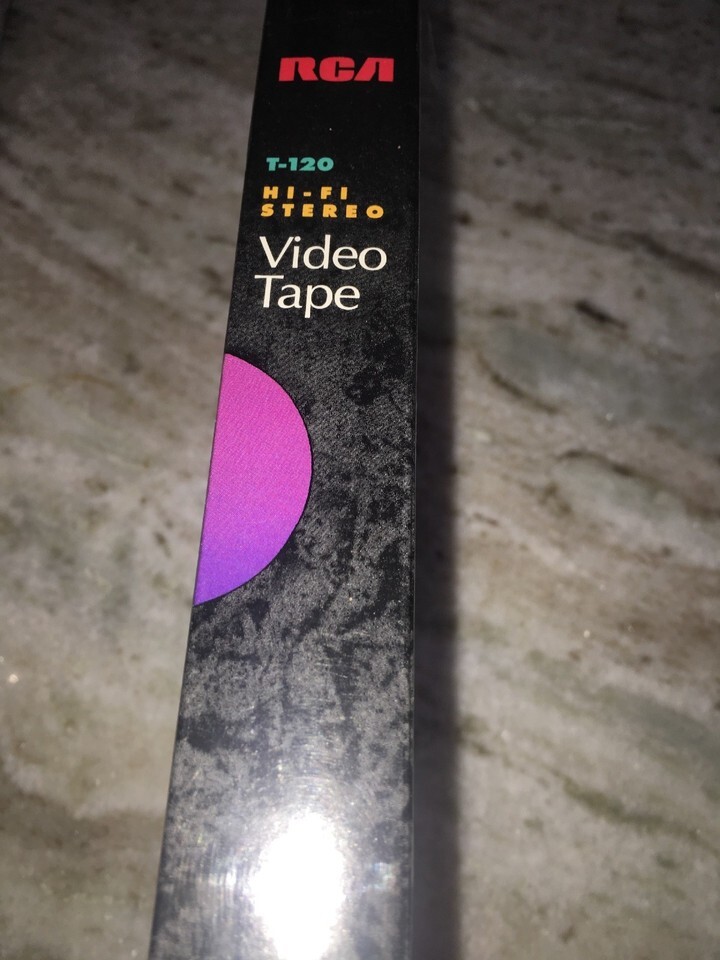 RCA
T-120
HI-FI
STEREO
Video
Tape